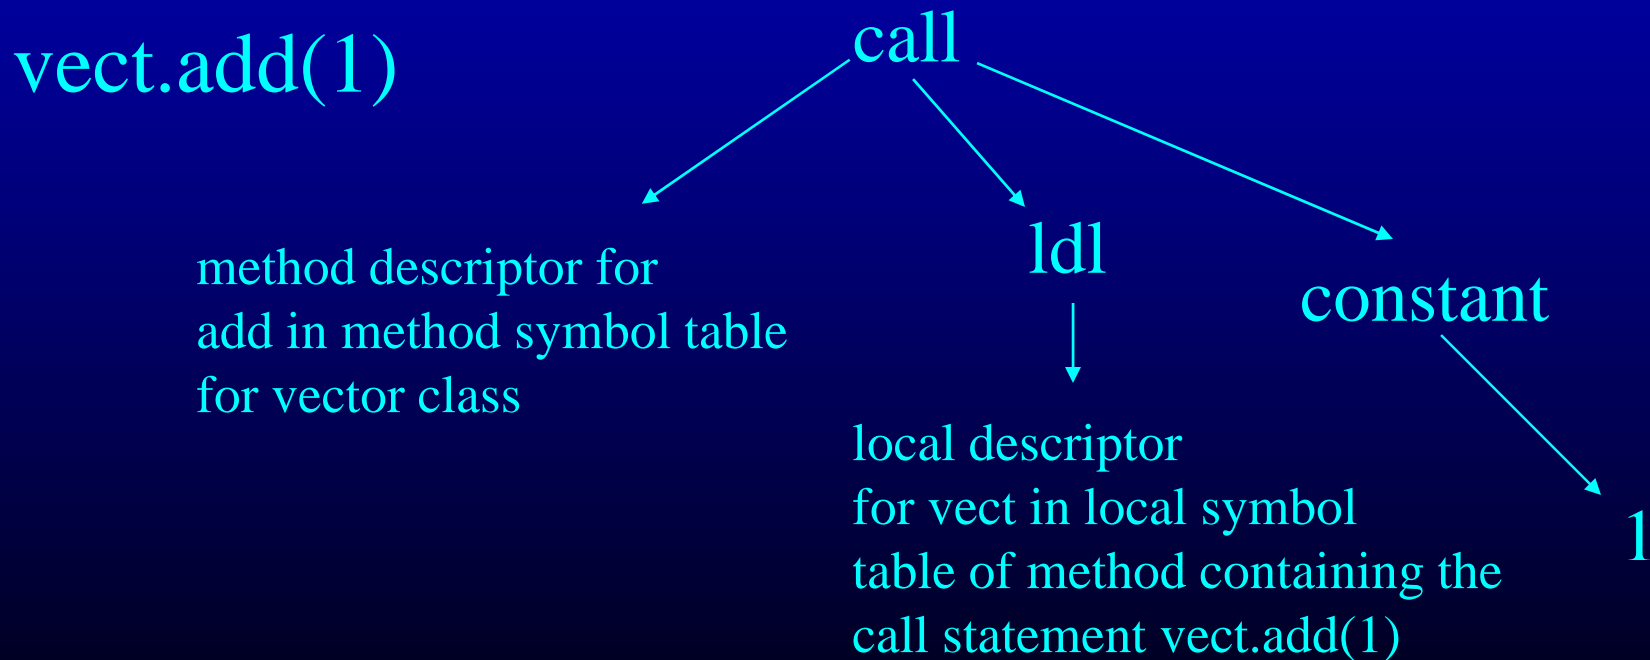 vect.add(1)
call
method descriptor for
add in method symbol table
for vector class
ldl
constant
local descriptor
for vect in local symbol
table of method containing the
call statement vect.add(1)
1